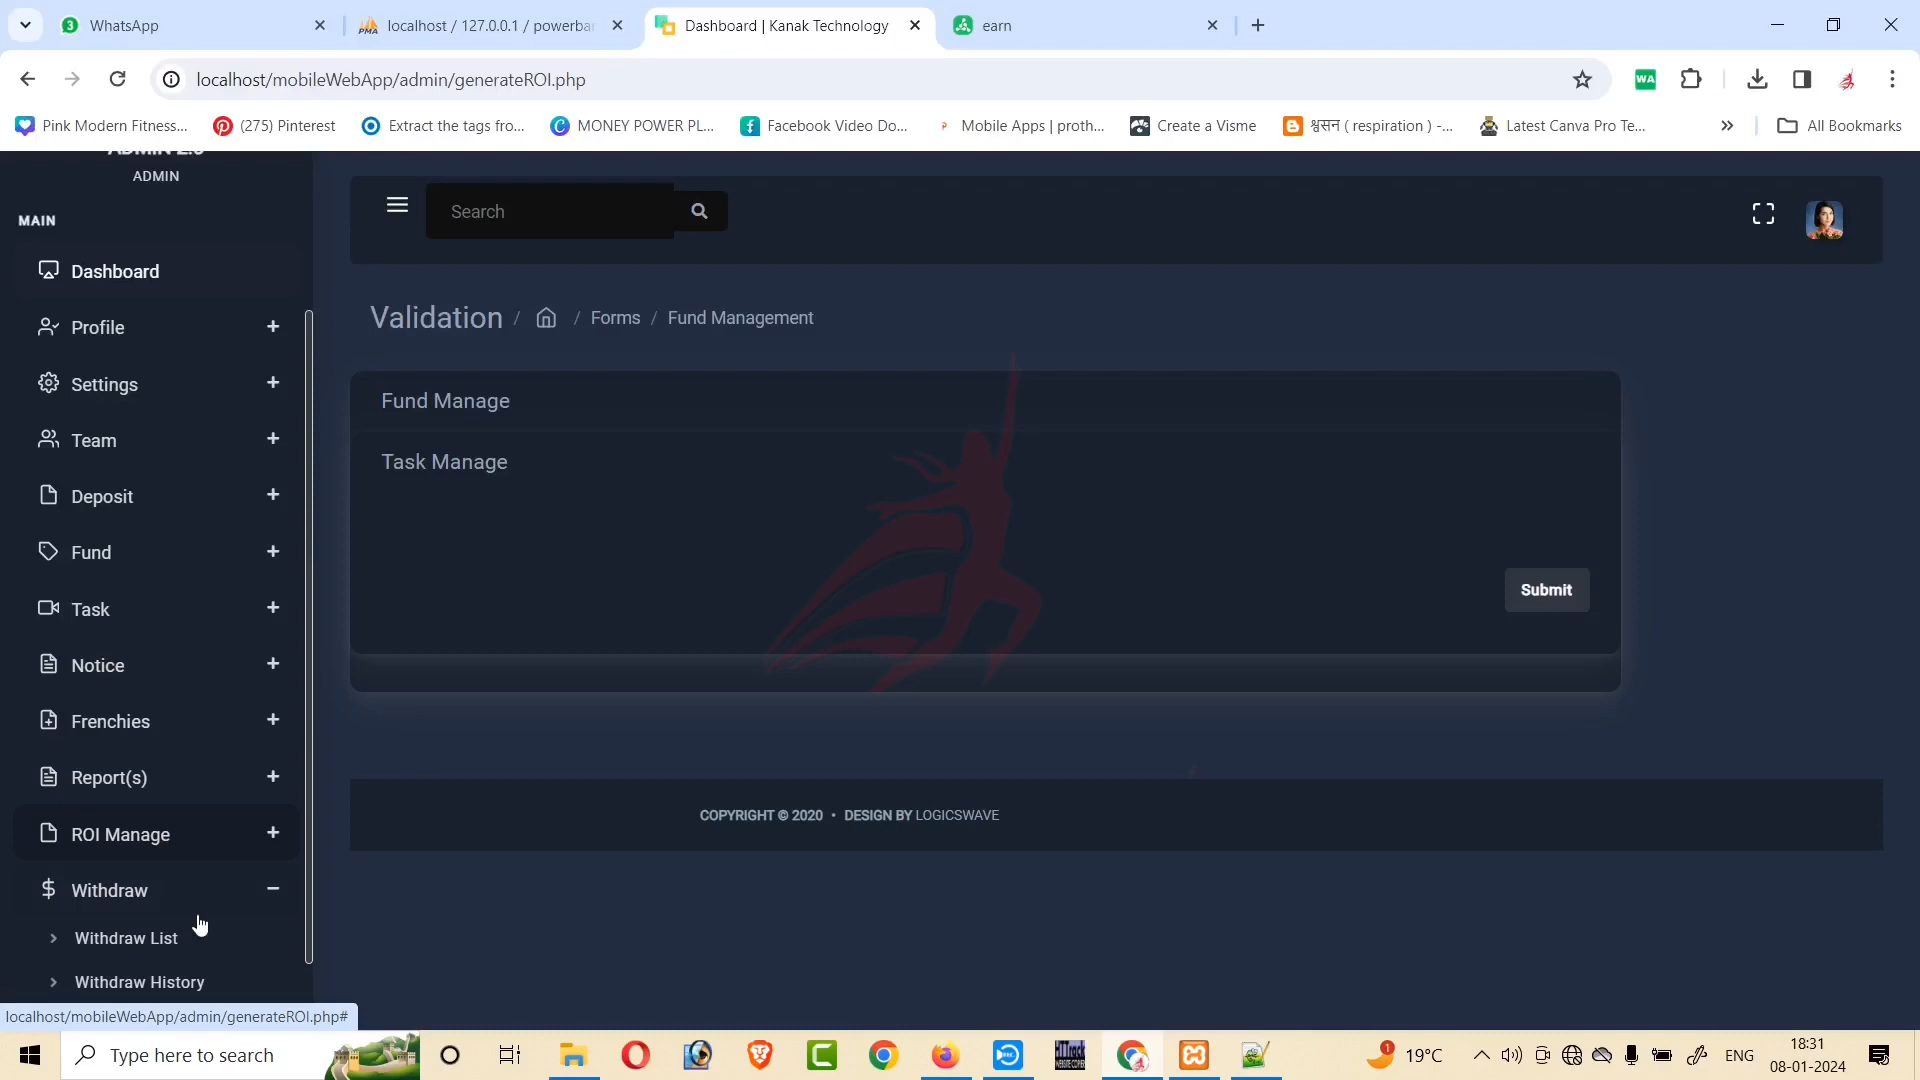 WhatsApp
localhost / 127.0.0.1 / powerba
Dashboard | Kanak Technology
earn
localhost/mobileWebApp/admin/generateROI.php
Pink Modern Fitness...
(275) Pinterest
Extract the tags fro...
MONEY POWER PL...
Facebook Video Do...
Mobile Apps | proth...
Create a Visme
श्वसन ( respiration ) -...
Latest Canva Pro Te...
All Bookmarks
ADMIN
MAIN
Dashboard
Profile
Settings
Team
Deposit
Fund
Task
Notice
Frenchies
Report(s)
ROI Manage
Withdraw
Withdraw List
Withdraw History
Search
Validation / / Forms / Fund Management
Fund Manage
Task Manage
Submit
COPYRIGHT © 2020 • DESIGN BY LOGICSWAVE
localhost/mobileWebApp/admin/generateROI.php#
Type here to search
19°C
ENG
18:31
08-01-2024